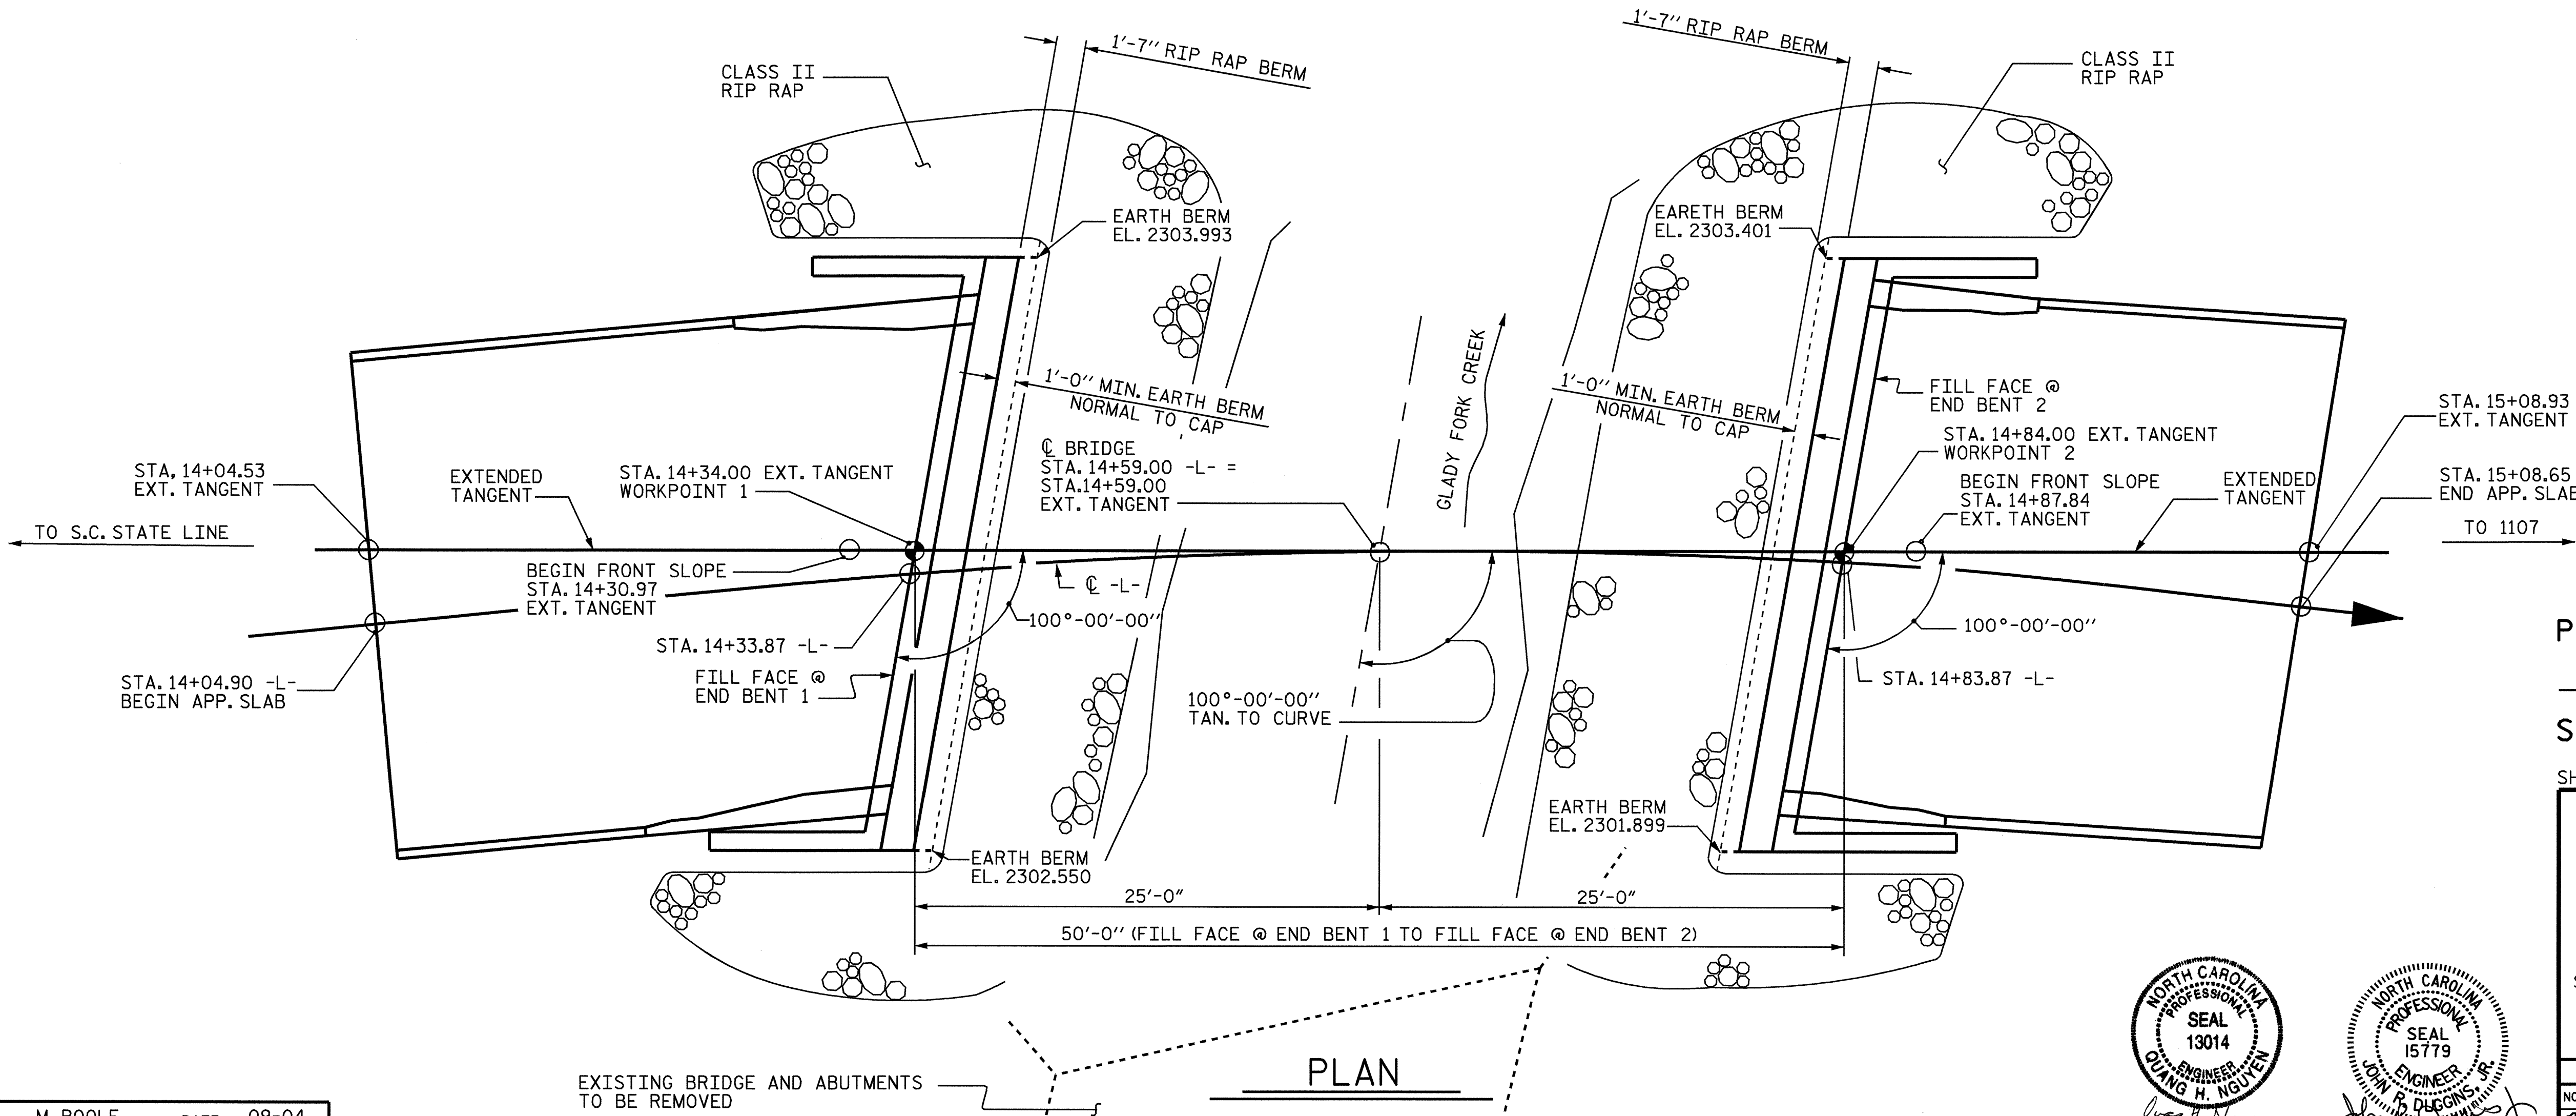 1'-7" RIP RAP BERM
1'-7" RIP RAP BERM
CLASS II
RIP RAP
CLASS II
RIP RAP
EARTH BERM
EL. 2303.993
EARETH BERM
EL. 2303.401
1'-0" MIN. EARTH BERM
NORMAL TO CAP
1'-0" MIN. EARTH BERM
NORMAL TO CAP
GLADY FORK CREEK
FILL FACE @
END BENT 2
STA. 15+08.93
EXT. TANGENT
STA. 14+84.00 EXT. TANGENT
WORKPOINT 2
STA. 14+04.53
EXT. TANGENT
EXTENDED
TANGENT
STA. 14+34.00 EXT. TANGENT
WORKPOINT 1
℄ BRIDGE
STA. 14+59.00 -L- =
STA.14+59.00
EXT. TANGENT
BEGIN FRONT SLOPE
STA. 14+87.84
EXT. TANGENT
EXTENDED
TANGENT
STA. 15+08.65
END APP. SLAB
TO S.C. STATE LINE
TO 1107
BEGIN FRONT SLOPE
STA. 14+30.97
EXT. TANGENT
℄ -L-
100°-00'-00"
100°-00'-00"
STA. 14+33.87 -L-
STA. 14+04.90 -L-
BEGIN APP. SLAB
FILL FACE @
END BENT 1
100°-00'-00"
TAN. TO CURVE
STA. 14+83.87 -L-
P
S
SH
EARTH BERM
EL. 2301.899
EARTH BERM
EL. 2302.550
25'-0"
25'-0"
50'-0" (FILL FACE @ END BENT 1 TO FILL FACE @ END BENT 2)
NORTH CAROLINA
PROFESSIONAL
SEAL
13014
ENGINEER
QUANG H. NGUYEN
NORTH CAROLINA
PROFESSIONAL
SEAL
15779
ENGINEER
JOHN R. DUGGINS, JR.
PLAN
EXISTING BRIDGE AND ABUTMENTS
TO BE REMOVED
M. POOLE DATE 08-04